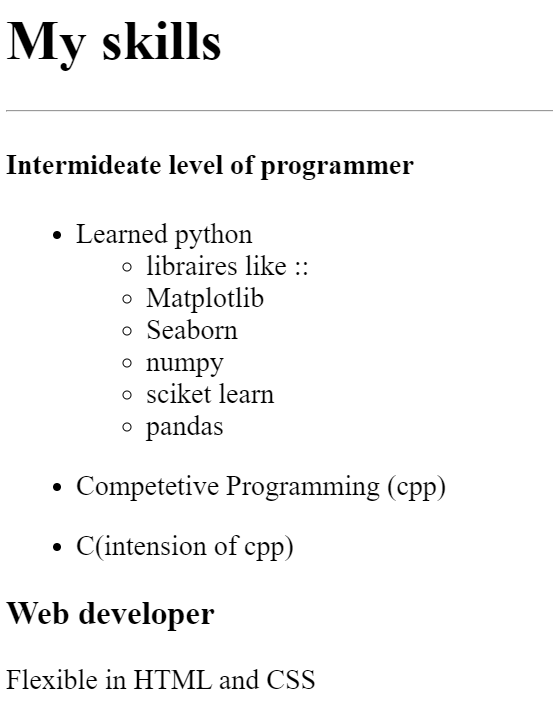 My skills
Intermideate level of programmer
Learned python
libraires like ::
Matplotlib
Seaborn
numpy
sciket learn
pandas
Competetive Programming (cpp)
C(intension of cpp)
Web developer
Flexible in HTML and CSS